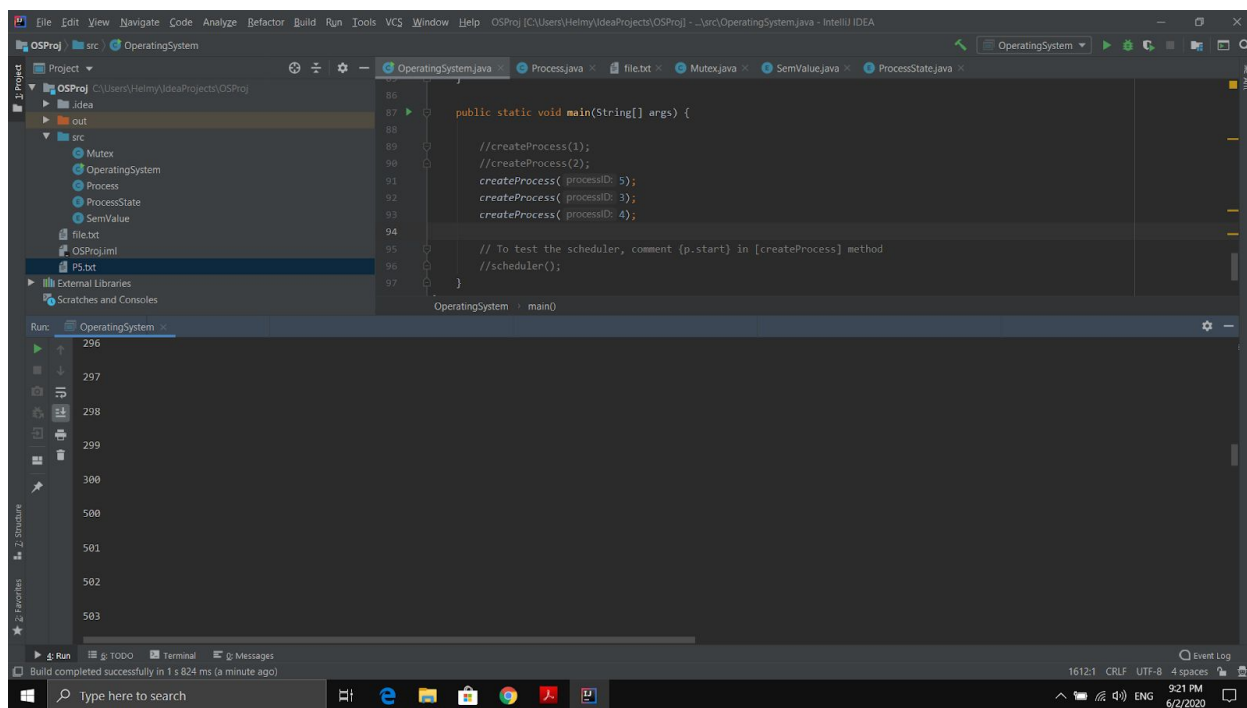 File Edit View Navigate Code Analyze Refactor Build Run Tools VCS Window Help OSProj [C:\Users\Helmy\IdeaProjects\OSProj] - ...\src\OperatingSystem.java - IntelliJ IDEA
OSProj src OperatingSystem OperatingSystem
1: Project
Project OperatingSystem.java Process.java file.txt Mutex.java SemValue.java ProcessState.java
OSProj C:\Users\Helmy\IdeaProjects\OSProj
.idea
out
src
Mutex
OperatingSystem
Process
ProcessState
SemValue
file.txt
OSProj.iml
P5.txt
External Libraries
Scratches and Consoles
86
87 public static void main(String[] args) {
88
89 //createProcess(1);
90 //createProcess(2);
91 createProcess( processID: 5);
92 createProcess( processID: 3);
93 createProcess( processID: 4);
94
95 // To test the scheduler, comment {p.start} in [createProcess] method
96 //scheduler();
97 }
OperatingSystem main()
Run: OperatingSystem
296
297
298
299
300
500
501
502
503
Z: Structure
2: Favorites
4: Run 6: TODO Terminal 0: Messages Event Log
Build completed successfully in 1 s 824 ms (a minute ago) 1612:1 CRLF UTF-8 4 spaces
Type here to search ENG 9:21 PM
6/2/2020